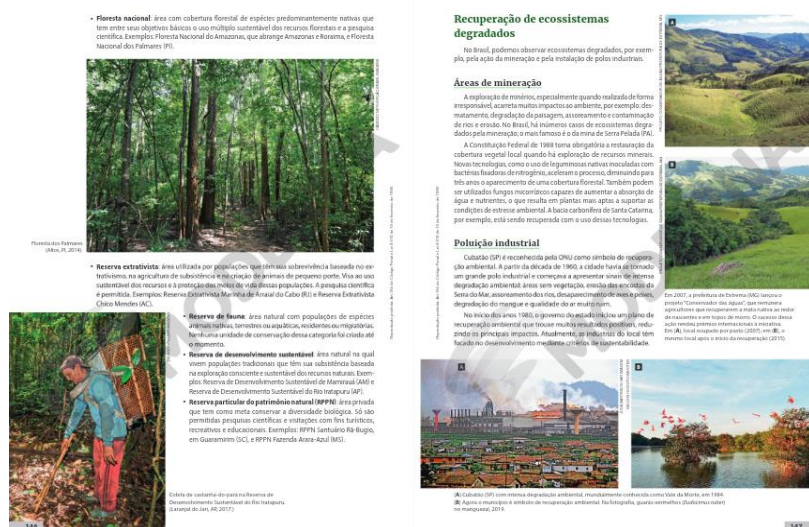 • Floresta nacional: área com cobertura florestal de espécies predominantemente nativas que
tem entre seus objetivos básicos o uso múltiplo sustentável dos recursos florestais e a pesquisa
científica. Exemplos: Floresta Nacional do Amazonas, que abrange Amazonas e Roraima, e Floresta
Nacional dos Palmares (PI).
Floresta dos Palmares
(Altos, PI, 2014).
• Reserva extrativista: área utilizada por populações que têm sua sobrevivência baseada no ex-
trativismo, na agricultura de subsistência e na criação de animais de pequeno porte. Visa ao uso
sustentável dos recursos e à proteção dos meios de vida dessas populações. A pesquisa científica
é permitida. Exemplos: Reserva Extrativista Marinha de Arraial do Cabo (RJ) e Reserva Extrativista
Chico Mendes (AC).
• Reserva de fauna: área natural com populações de espécies
animais nativas, terrestres ou aquáticas, residentes ou migratórias.
Nenhuma unidade de conservação dessa categoria foi criada até
o momento.
• Reserva de desenvolvimento sustentável: área natural na qual
vivem populações tradicionais que têm sua subsistência baseada
na exploração consciente e sustentável dos recursos naturais. Exem-
plos: Reserva de Desenvolvimento Sustentável de Mamirauá (AM) e
Reserva de Desenvolvimento Sustentável do Rio Iratapuru (AP).
• Reserva particular do patrimônio natural (RPPN): área privada
que tem como meta conservar a diversidade biológica. Só são
permitidas pesquisas científicas e visitações com fins turísticos,
recreativos e educacionais. Exemplos: RPPN Santuário Rã-Bugio,
em Guaramirim (SC), e RPPN Fazenda Arara-Azul (MS).
Coleta de castanha-do-pará na Reserva de
Desenvolvimento Sustentável do Rio Iratapuru.
(Laranjal do Jari, AP, 2017.)
146
Recuperação de ecossistemas
degradados
No Brasil, podemos observar ecossistemas degradados, por exem-
plo, pela ação da mineração e pela instalação de polos industriais.
Áreas de mineração
A exploração de minérios, especialmente quando realizada de forma
irresponsável, acarreta muitos impactos ao ambiente, por exemplo: des-
matamento, degradação da paisagem, assoreamento e contaminação
de rios e erosão. No Brasil, há inúmeros casos de ecossistemas degra-
dados pela mineração; o mais famoso é o da mina de Serra Pelada (PA).
A Constituição Federal de 1988 torna obrigatória a restauração da
cobertura vegetal local quando há exploração de recursos minerais.
Novas tecnologias, como o uso de leguminosas nativas inoculadas com
bactérias fixadoras de nitrogênio, aceleram o processo, diminuindo para
três anos o aparecimento de uma cobertura florestal. Também podem
ser utilizados fungos micorrízicos capazes de aumentar a absorção de
água e nutrientes, o que resulta em plantas mais aptas a suportar as
condições de estresse ambiental. A bacia carbonífera de Santa Catarina,
por exemplo, está sendo recuperada com o uso dessas tecnologias.
Poluição industrial
Cubatão (SP) é reconhecida pela ONU como símbolo de recupera-
ção ambiental. A partir da década de 1960, a cidade havia se tornado
um grande polo industrial e começava a apresentar sinais de intensa
degradação ambiental: áreas sem vegetação, erosão das encostas da
Serra do Mar, assoreamento dos rios, desaparecimento de aves e peixes,
degradação do mangue e qualidade do ar muito ruim.
No início dos anos 1980, o governo do estado iniciou um plano de
recuperação ambiental que trouxe muitos resultados positivos, redu-
zindo os principais impactos. Atualmente, as indústrias do local têm
focado no desenvolvimento mediante critérios de sustentabilidade.
A
B
Em 2007, a prefeitura de Extrema (MG) lançou o
projeto "Conservador das águas", que remunera
agricultores que recuperarem a mata nativa ao redor
de nascentes e em topos de morro. O sucesso dessa
ação rendeu prêmios internacionais à iniciativa.
Em (A), local ocupado por pasto (2007); em (B), o
mesmo local após o início da recuperação (2015).
A
B
(A) Cubatão (SP) com intensa degradação ambiental, mundialmente conhecida como Vale da Morte, em 1984.
(B) Agora o município é símbolo de recuperação ambiental. Na fotografia, guarás-vermelhos (Eudocimus ruber)
no manguezal, 2019.
147